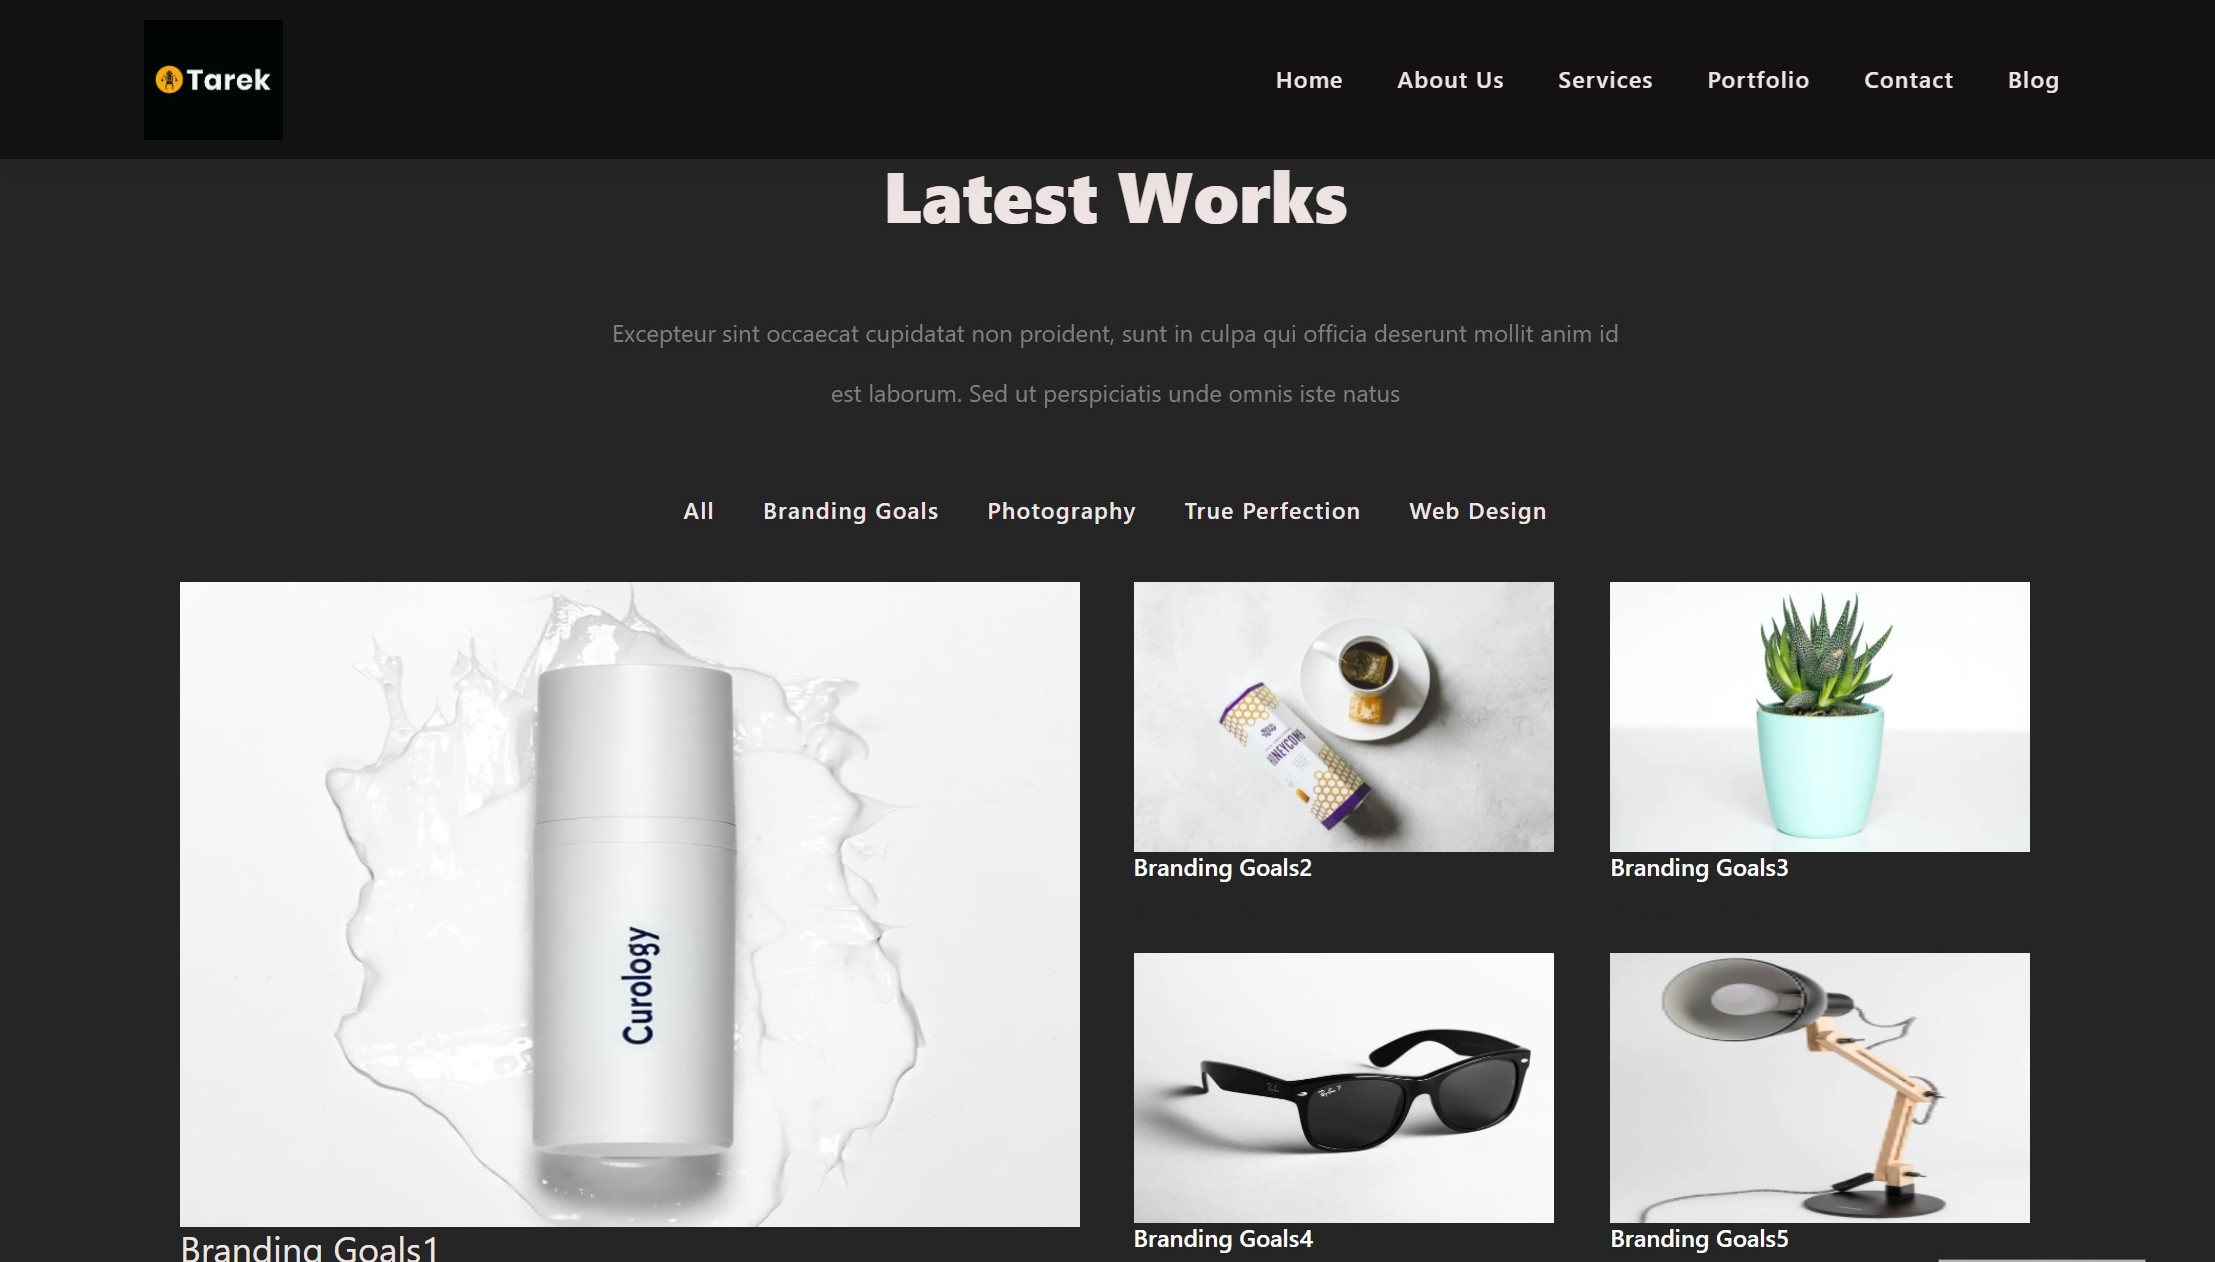 Tarek
Home About Us Services Portfolio Contact Blog
Latest Works
Excepteur sint occaecat cupidatat non proident, sunt in culpa qui officia deserunt mollit anim id
est laborum. Sed ut perspiciatis unde omnis iste natus
All Branding Goals Photography True Perfection Web Design
Curology
HONEYCOMB
Branding Goals2
Branding Goals3
Branding Goals1
Branding Goals4
Branding Goals5